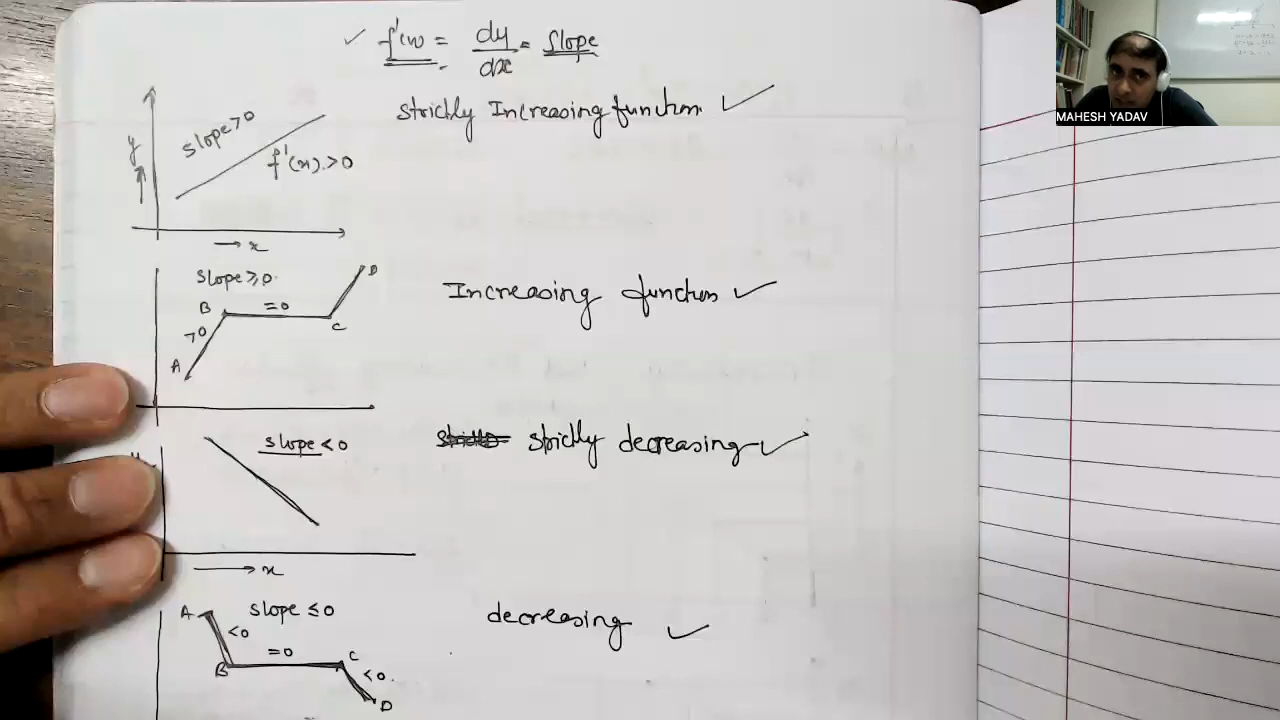 ✓ f'(x) = dy/dx = Slope
Strictly Increasing function ✓
slope > 0
f'(x) > 0
y
→ x
Slope ≥ 0
B
= 0
D
C
> 0
A
Increasing function ✓
slope < 0
strictly decreasing ✓
→ x
A
slope ≤ 0
decreasing ✓
< 0
= 0
B
C
< 0
D
MAHESH YADAV